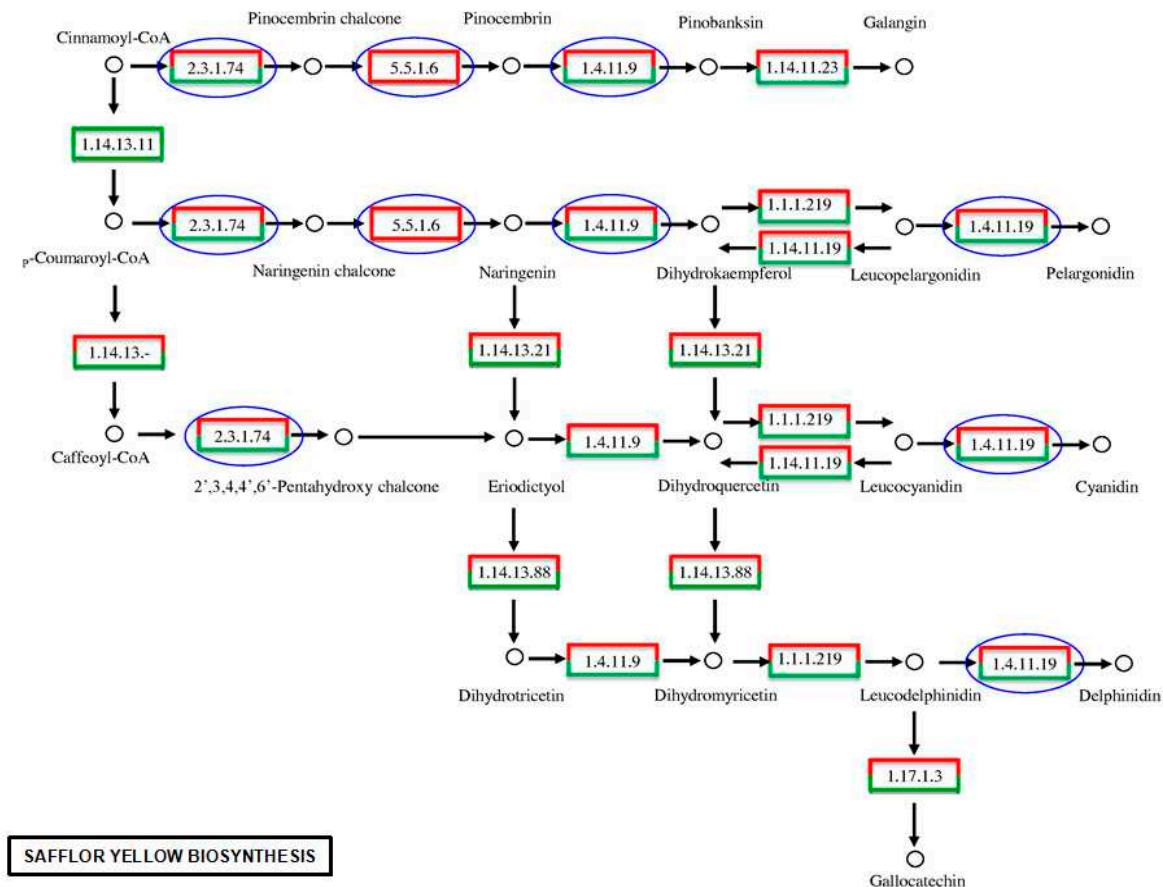 Pinocembrin chalcone
Pinocembrin
Pinobanksin
Galangin
Cinnamoyl-CoA
2.3.1.74
5.5.1.6
1.4.11.9
1.14.11.23
1.14.13.11
2.3.1.74
5.5.1.6
1.4.11.9
1.1.1.219
1.14.11.19
1.4.11.19
P-Coumaroyl-CoA
Naringenin chalcone
Naringenin
Dihydrokaempferol
Leucopelargonidin
Pelargonidin
1.14.13.-
1.14.13.21
1.14.13.21
2.3.1.74
1.4.11.9
1.1.1.219
1.14.11.19
1.4.11.19
Caffeoyl-CoA
2',3,4,4',6'-Pentahydroxy chalcone
Eriodictyol
Dihydroquercetin
Leucocyanidin
Cyanidin
1.14.13.88
1.14.13.88
1.4.11.9
1.1.1.219
1.4.11.19
Dihydrotricetin
Dihydromyricetin
Leucodelphinidin
Delphinidin
1.17.1.3
SAFFLOR YELLOW BIOSYNTHESIS
Gallocatechin